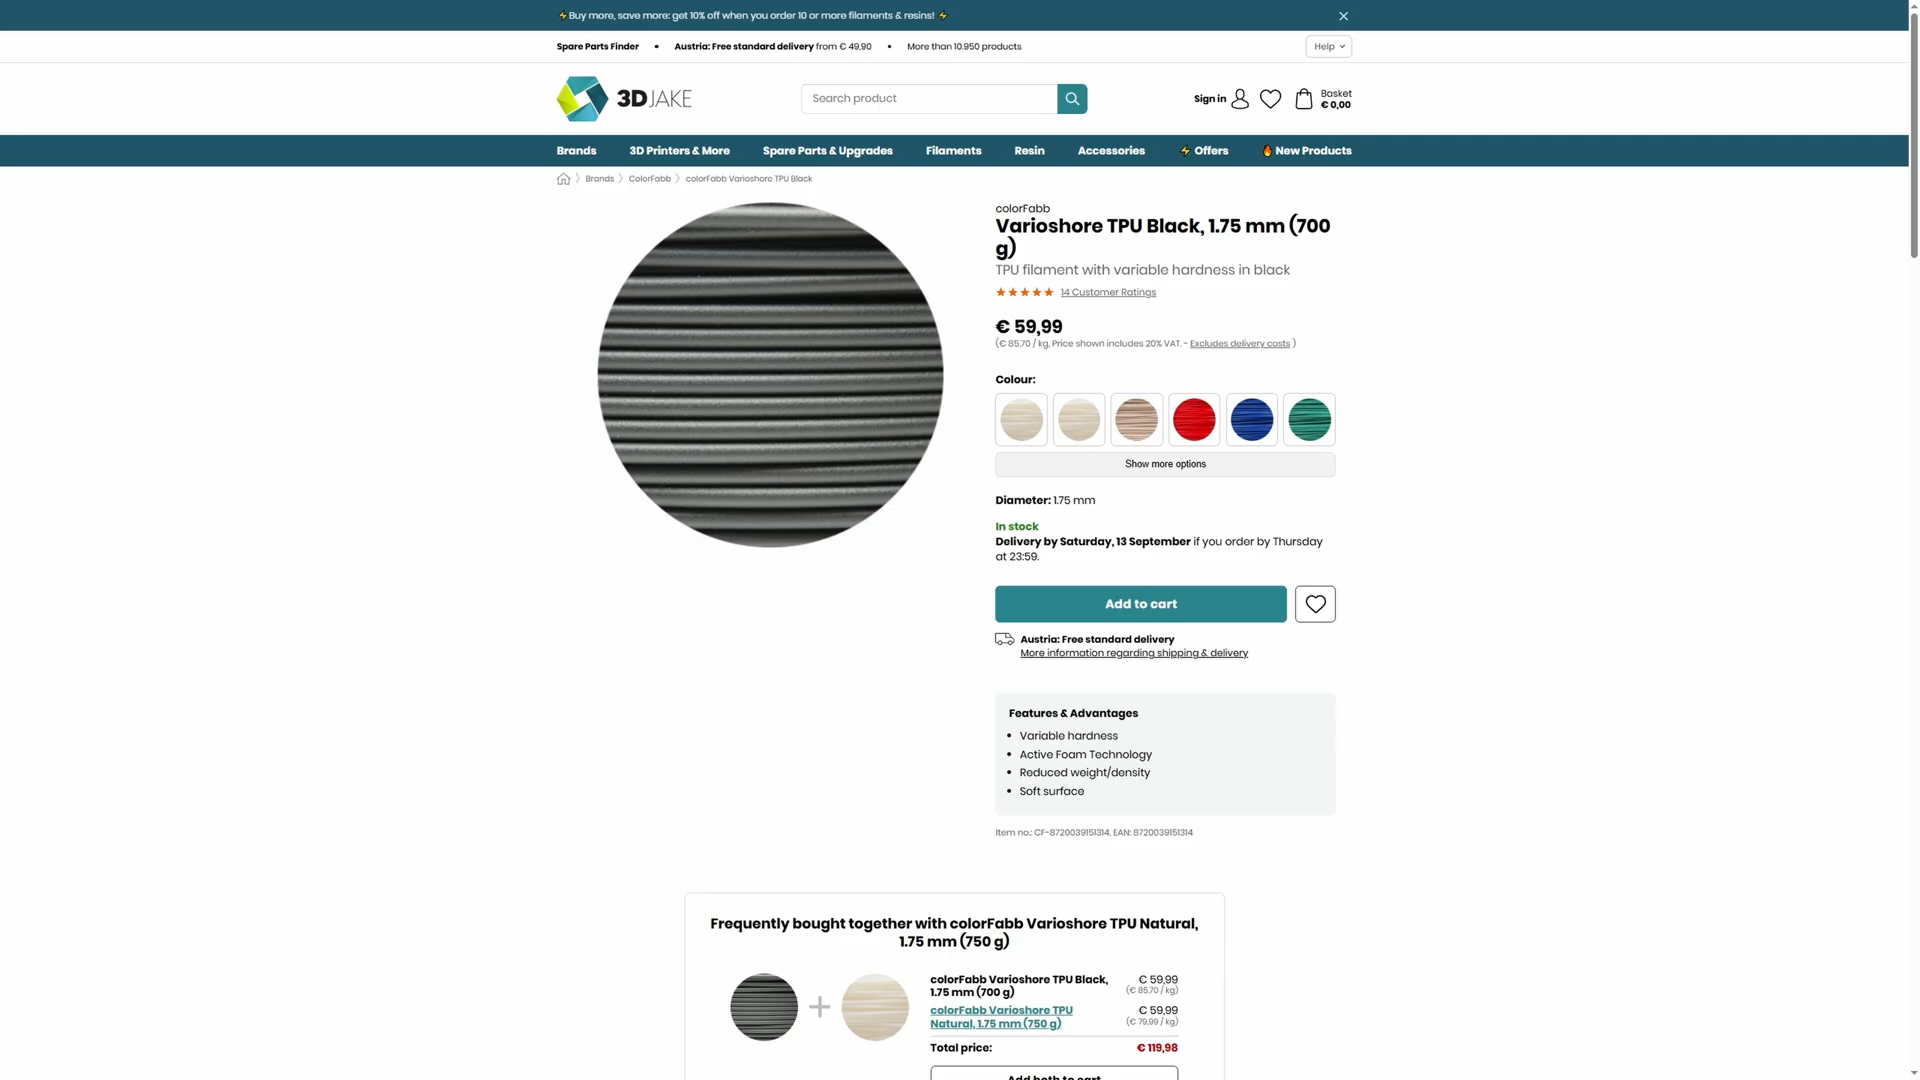 ⚡Buy more, save more: get 10% off when you order 10 or more filaments & resins! ⚡
Spare Parts Finder • Austria: Free standard delivery from € 49,90 • More than 10.950 products
Help
3DJAKE
Search product
Sign in
Basket
€ 0,00
Brands 3D Printers & More Spare Parts & Upgrades Filaments Resin Accessories ⚡ Offers 🔥 New Products
Brands ColorFabb colorFabb Varioshore TPU Black
colorFabb
Varioshore TPU Black, 1.75 mm (700
g)
TPU filament with variable hardness in black
★★★★★ 14 Customer Ratings
€ 59,99
(€ 85,70 / kg, Price shown includes 20% VAT. - Excludes delivery costs )
Colour:
Show more options
Diameter: 1.75 mm
In stock
Delivery by Saturday, 13 September if you order by Thursday
at 23:59.
Add to cart
Austria: Free standard delivery
More information regarding shipping & delivery
Features & Advantages
• Variable hardness
• Active Foam Technology
• Reduced weight/density
• Soft surface
Item no.: CF-8720039151314, EAN: 8720039151314
Frequently bought together with colorFabb Varioshore TPU Natural,
1.75 mm (750 g)
colorFabb Varioshore TPU Black, € 59,99
1.75 mm (700 g) (€ 85,70 / kg)
colorFabb Varioshore TPU € 59,99
Natural, 1.75 mm (750 g) (€ 79,99 / kg)
Total price: € 119,98
Add both to cart